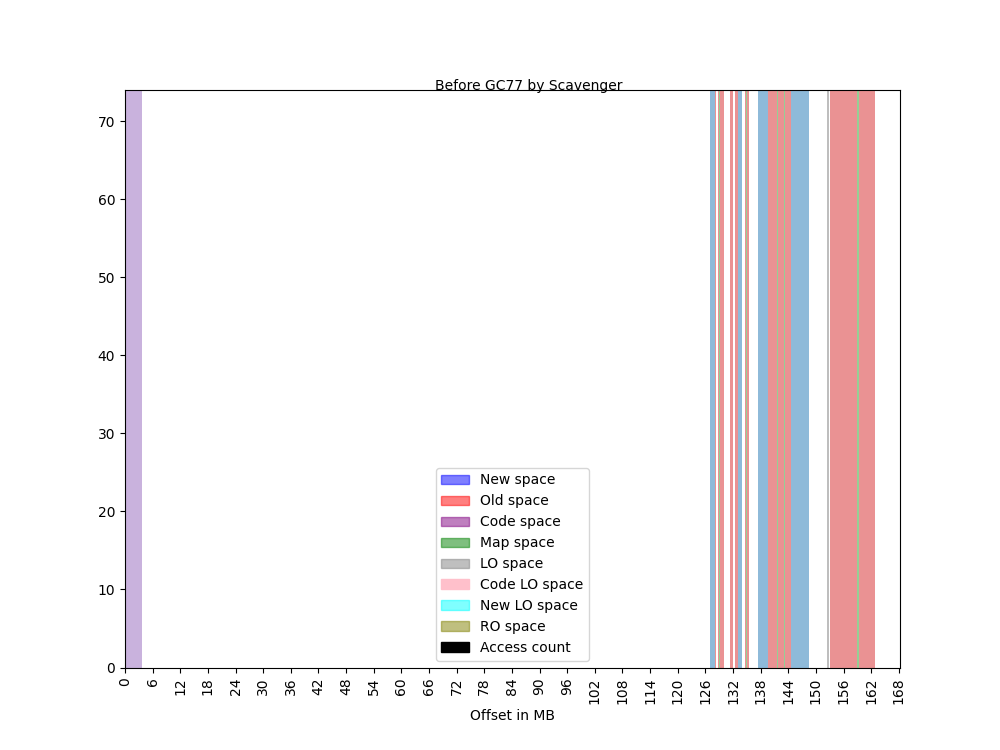 Before GC77 by Scavenger
70
60
50
40
30
20
10
0
New space
Old space
Code space
Map space
LO space
Code LO space
New LO space
RO space
Access count
0 6 12 18 24 30 36 42 48 54 60 66 72 78 84 90 96 102 108 114 120 126 132 138 144 150 156 162 168
Offset in MB